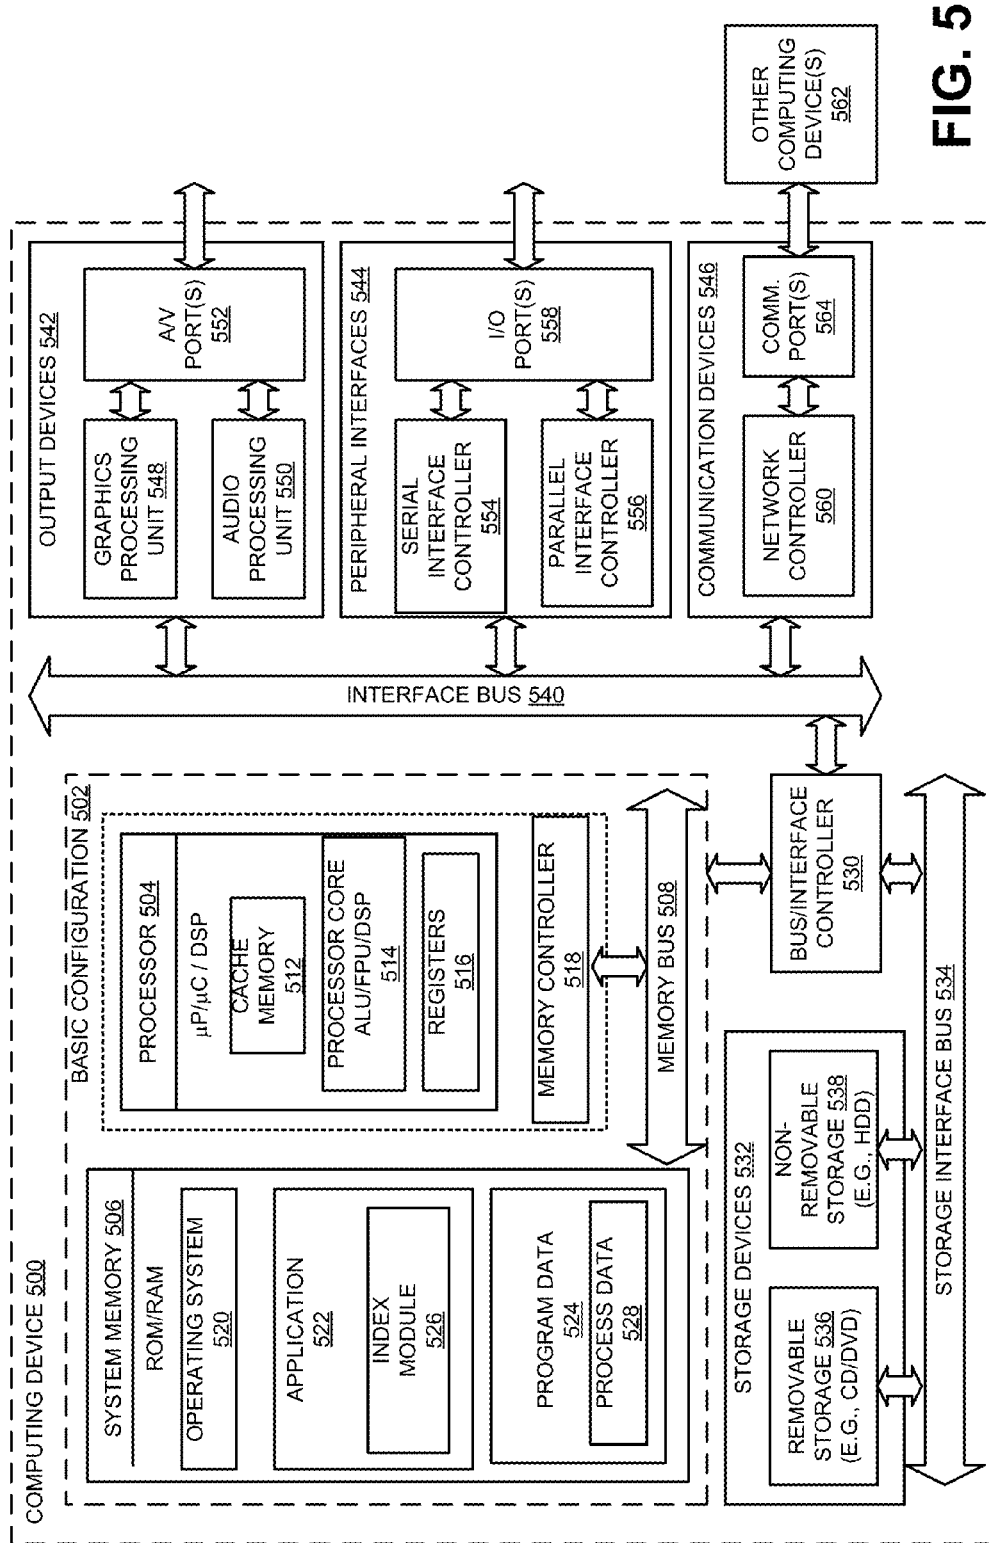 COMPUTING DEVICE 500
BASIC CONFIGURATION 502
SYSTEM MEMORY 506
ROM/RAM
OPERATING SYSTEM
520
APPLICATION
522
INDEX
MODULE
526
PROGRAM DATA
524
PROCESS DATA
528
PROCESSOR 504
µP/µC / DSP
CACHE
MEMORY
512
PROCESSOR CORE
ALU/FPU/DSP
514
REGISTERS
516
MEMORY CONTROLLER
518
MEMORY BUS 508
BUS/INTERFACE
CONTROLLER
530
STORAGE DEVICES 532
REMOVABLE
STORAGE 536
(E.G., CD/DVD)
NON-
REMOVABLE
STORAGE 538
(E.G., HDD)
STORAGE INTERFACE BUS 534
INTERFACE BUS 540
OUTPUT DEVICES 542
GRAPHICS
PROCESSING
UNIT 548
AUDIO
PROCESSING
UNIT 550
A/V
PORT(S)
552
PERIPHERAL INTERFACES 544
SERIAL
INTERFACE
CONTROLLER
554
PARALLEL
INTERFACE
CONTROLLER
556
I/O
PORT(S)
558
COMMUNICATION DEVICES 546
NETWORK
CONTROLLER
560
COMM.
PORT(S)
564
OTHER
COMPUTING
DEVICE(S)
562
FIG. 5